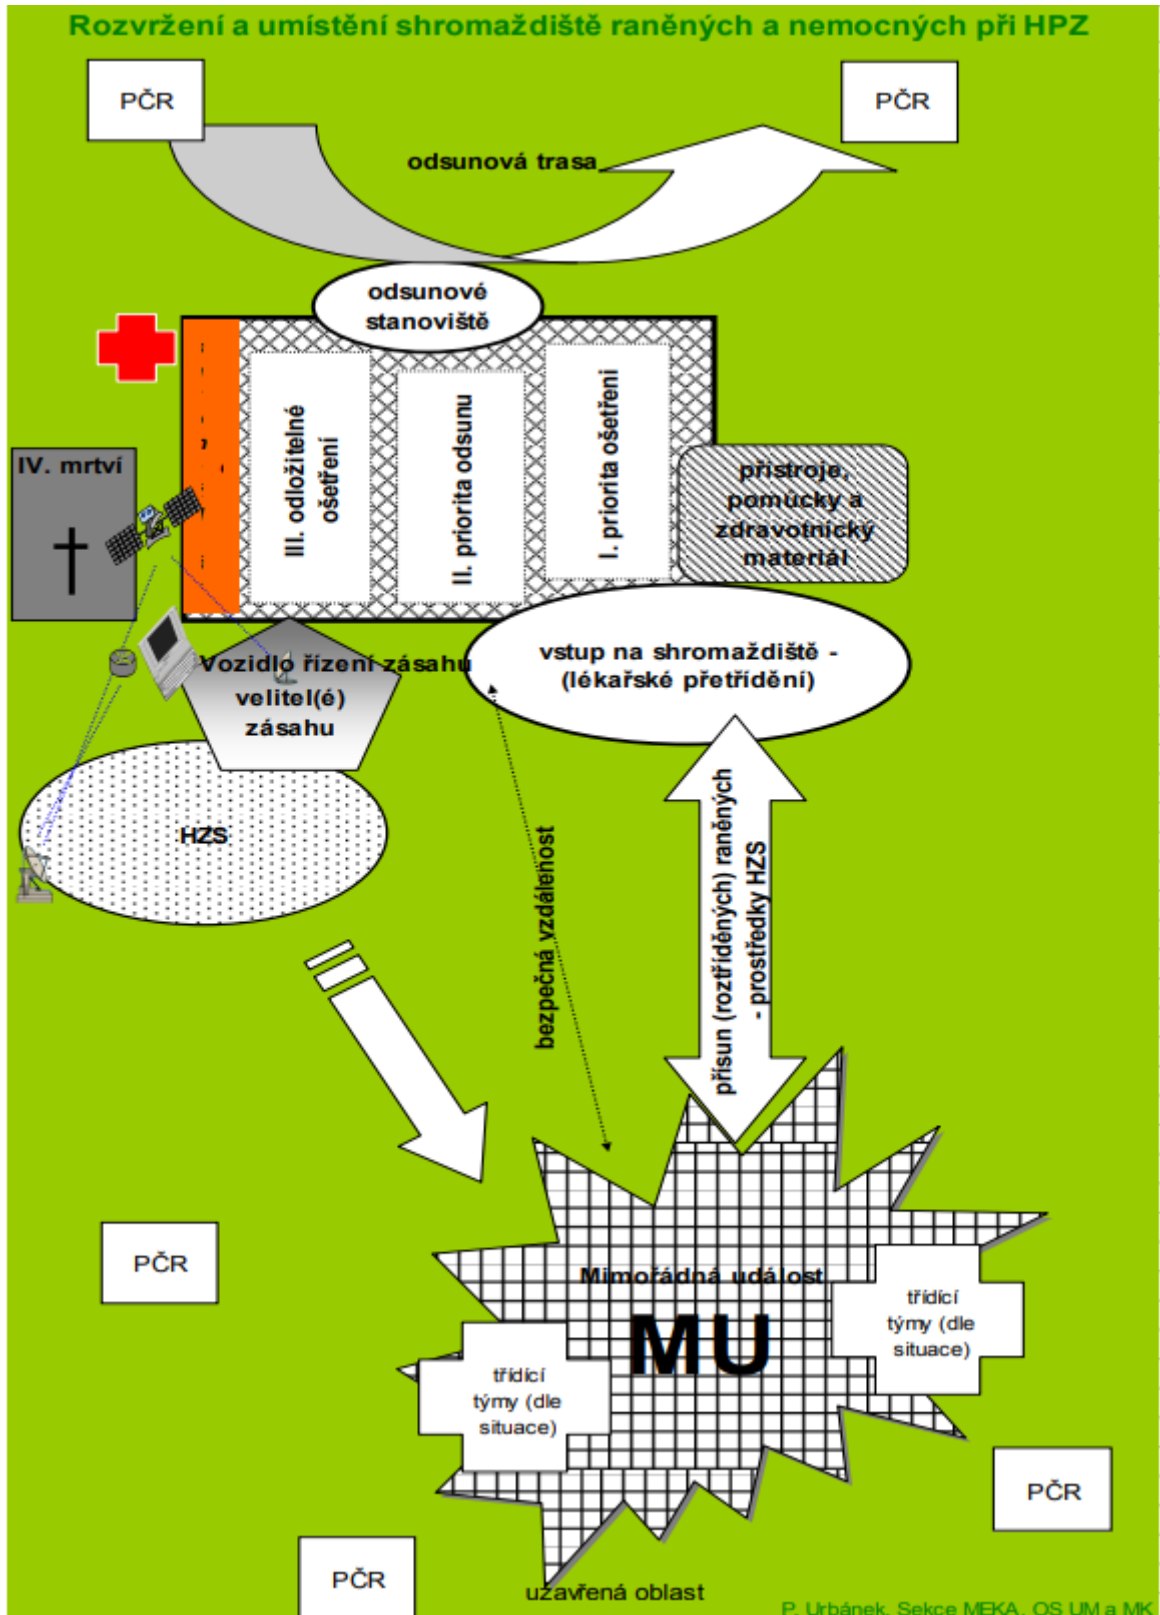 Rozvržení a umístění shromaždiště raněných a nemocných při HPZ
PČR
PČR
odsunová trasa
odsunové
stanoviště
IV. mrtví
III. odložitelné
ošetření
II. priorita odsunu
I. priorita ošetření
přístroje,
pomucky a
zdravotnický
materiál
Vozidlo řízení zásahu
velitel(é)
zásahu
vstup na shromaždiště -
(lékařské přetřídění)
HZS
bezpečná vzdálenost
přísun (roztříděných) raněných
- prostředky HZS
PČR
Mimořádná událost
MU
třídící
týmy (dle
situace)
třídící
týmy (dle
situace)
PČR
PČR
uzavřená oblast
P. Urbánek, Sekce MEKA, OS UM a MK